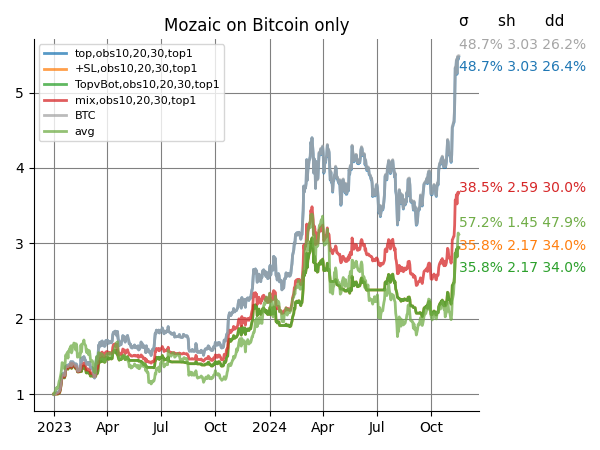 Mozaic on Bitcoin only
σ sh dd
48.7% 3.03 26.2%
48.7% 3.03 26.4%
38.5% 2.59 30.0%
57.2% 1.45 47.9%
35.8% 2.17 34.0%
35.8% 2.17 34.0%
top,obs10,20,30,top1
+SL,obs10,20,30,top1
TopvBot,obs10,20,30,top1
mix,obs10,20,30,top1
BTC
avg
5
4
3
2
1
2023 Apr Jul Oct 2024 Apr Jul Oct